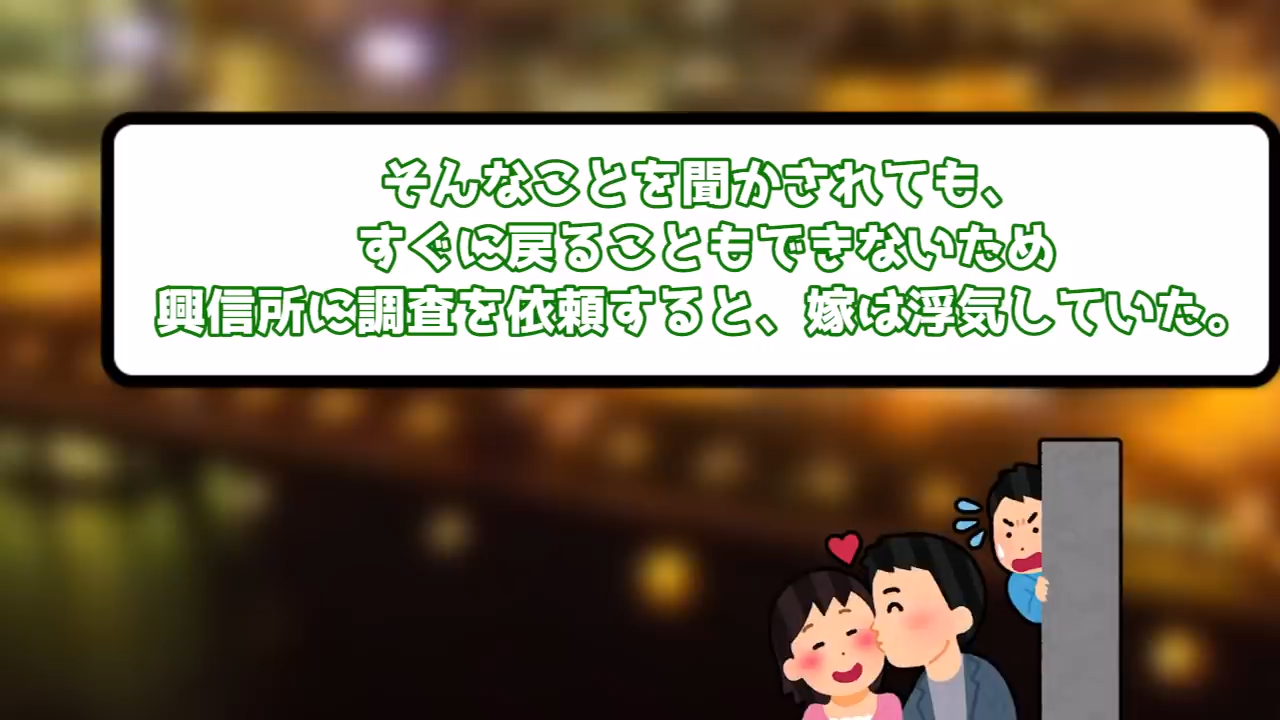 そんなことを聞かされても、
すぐに戻ることもできないため
興信所に調査を依頼すると、嫁は浮気していた。